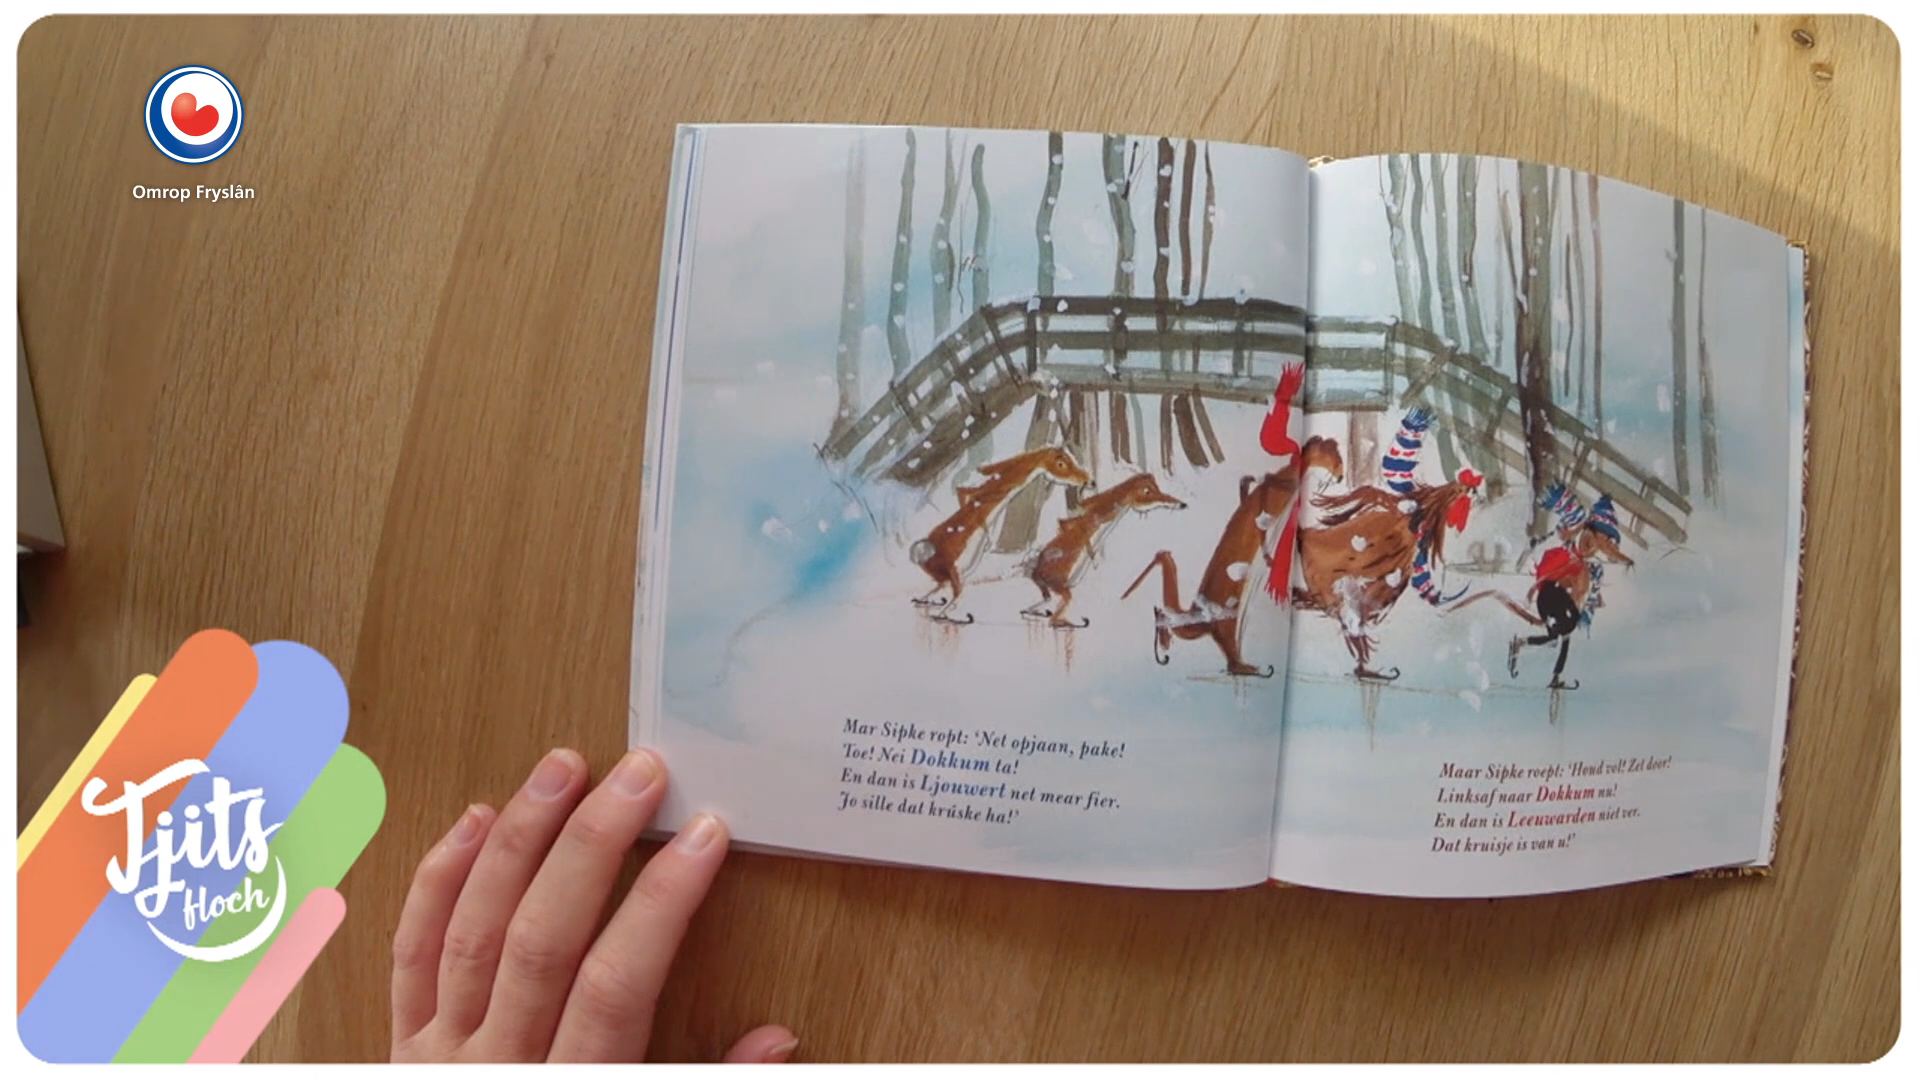 Omrop Fryslân
Mar Sipke ropt: ‘Net opjaan, pake!
Toe! Nei Dokkum ta!
En dan is Ljouwert net mear fier.
Jo sille dat krúske ha!’
Maar Sipke roept: ‘Houd vol! Zet door!
Linksaf naar Dokkum nu!
En dan is Leeuwarden niet ver.
Dat kruisje is van u!’
Tjits
floch